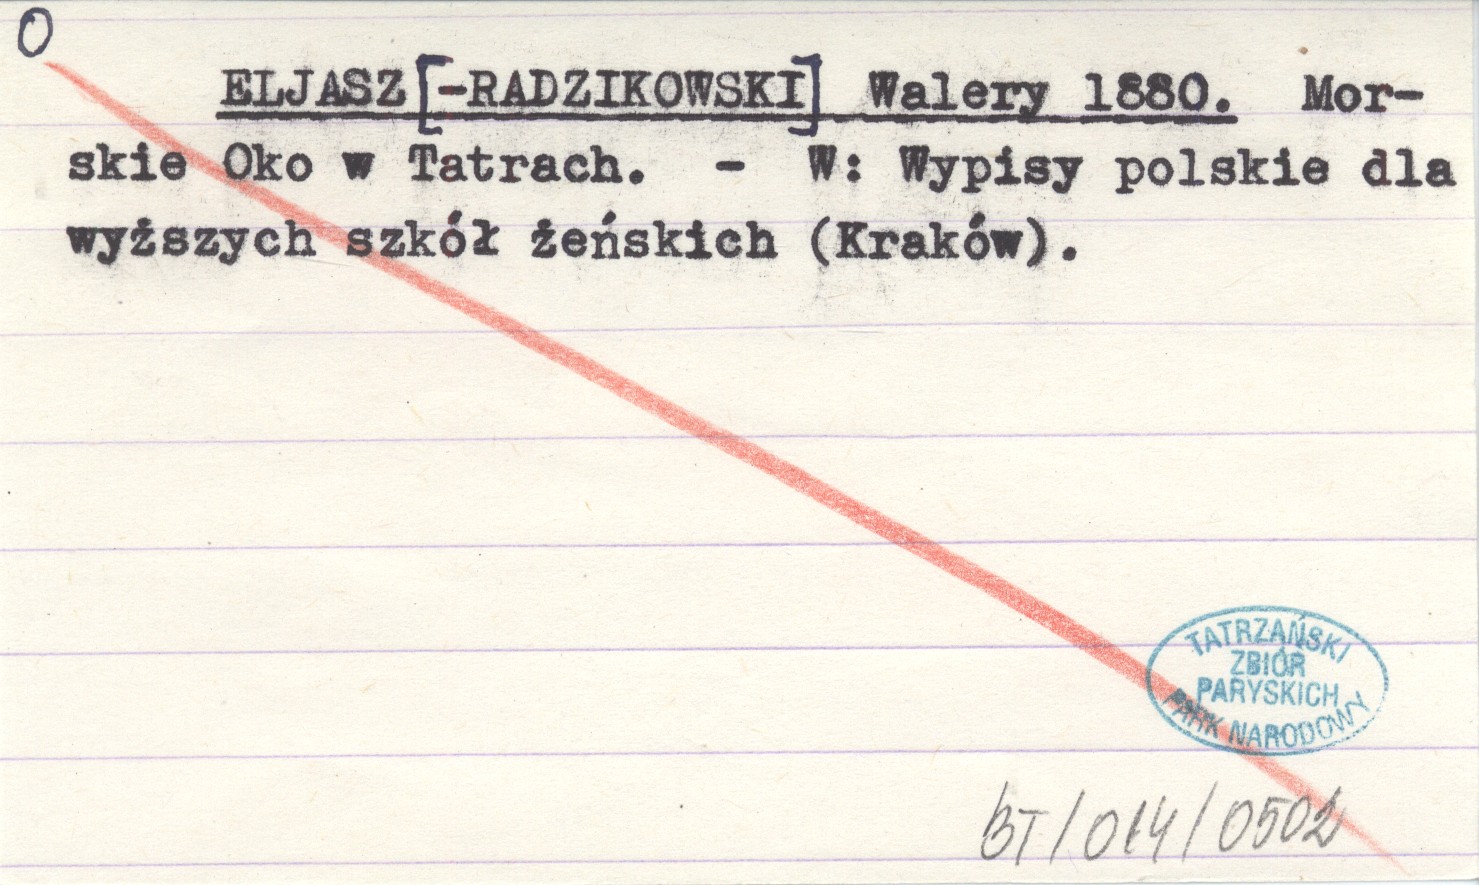 O
ELJASZ [-RADZIKOWSKI] Walery 1880. Mor-
skie Oko w Tatrach. - W: Wypisy polskie dla
wyższych szkół żeńskich (Kraków).
TATRZAŃSKI
ZBIÓR
PARYSKICH
PARK NARODOWY
BT/014/0502